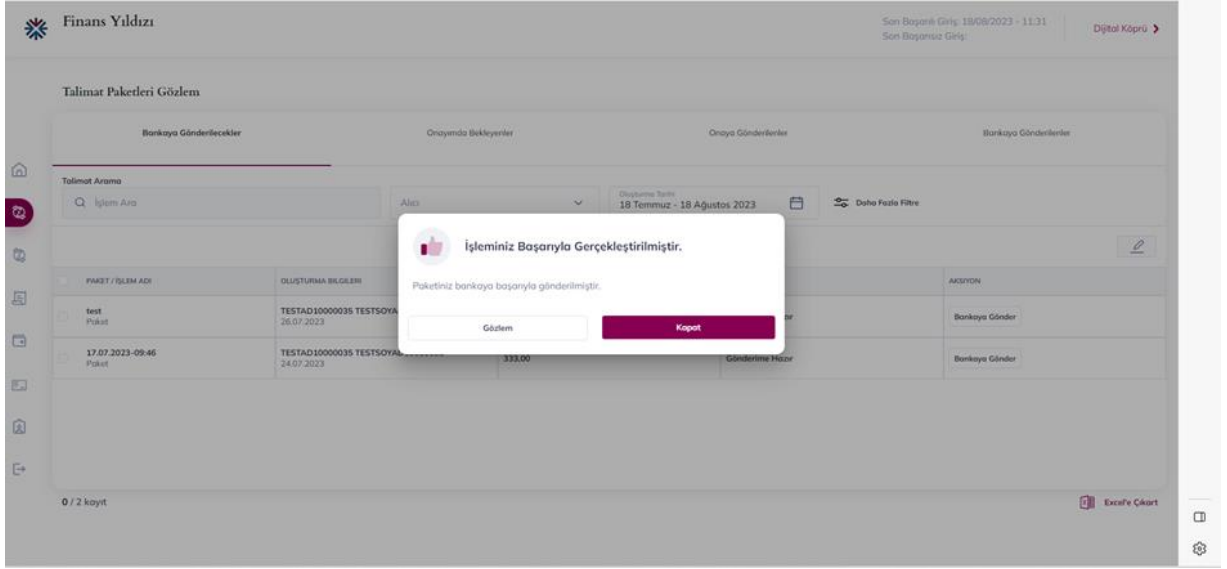 Finans Yıldızı
Son Başarılı Giriş: 18/08/2023 - 11:31
Son Başarısız Giriş:
Dijital Köprü
Talimat Paketleri Gözlem
Bankaya Gönderilecekler
Onayımda Bekleyenler
Onaya Gönderilenler
Bankaya Gönderilenler
Talimat Arama
İşlem Ara
Alıcı
Oluşturma Tarihi
18 Temmuz - 18 Ağustos 2023
Daha Fazla Filtre
İşleminiz Başarıyla Gerçekleştirilmiştir.
Paketiniz bankaya başarıyla gönderilmiştir.
Gözlem
Kapat
PAKET / İŞLEM ADI
OLUŞTURMA BİLGİLERİ
AKSİYON
test
Paket
TESTAD10000035 TESTSOYA
26.07.2023
Bankaya Gönder
17.07.2023-09:46
Paket
TESTAD10000035
24.07.2023
333,00
Gönderime Hazır
Bankaya Gönder
0 / 2 kayıt
Excel'e Çıkart